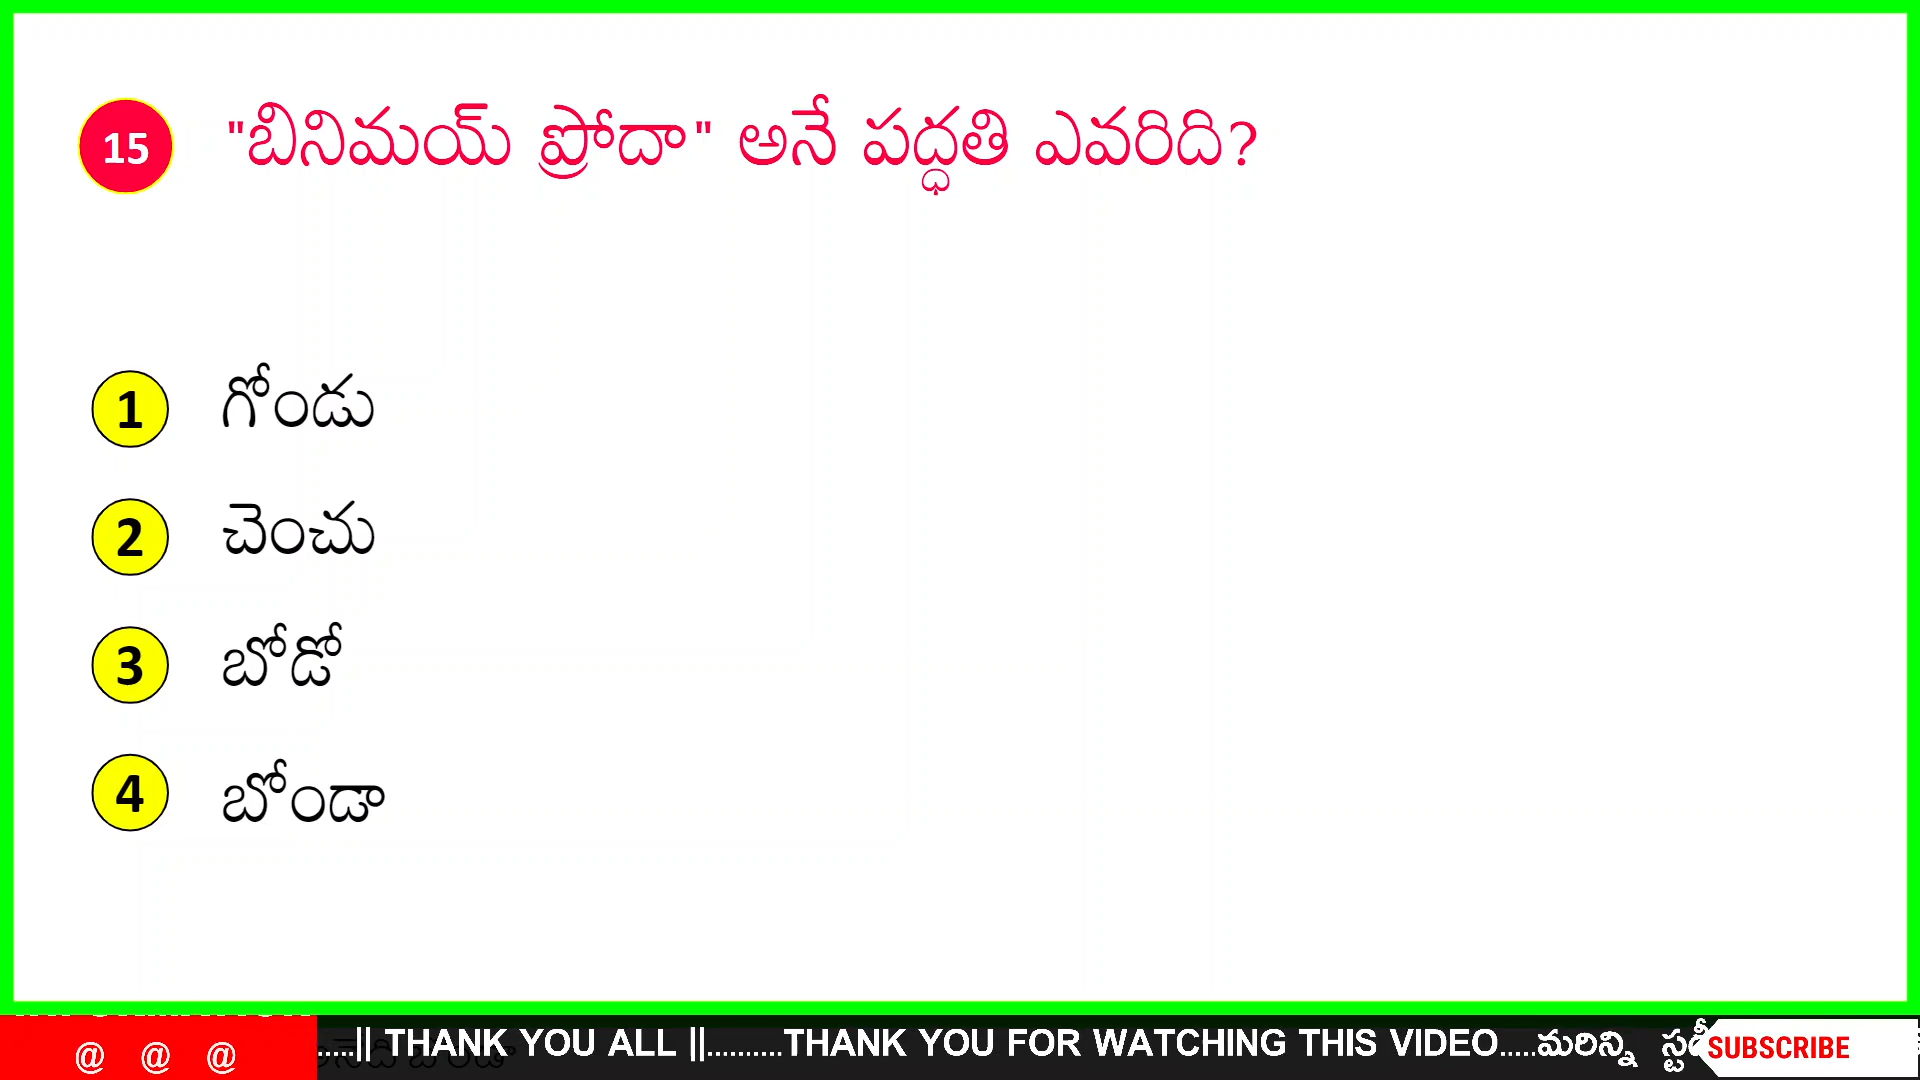 15 "బినిమయ్ ప్రోదా" అనే పద్ధతి ఎవరిది?
1 గోండు
2 చెంచు
3 బోడో
4 బోండా
@ @ @ .....|| THANK YOU ALL ||..........THANK YOU FOR WATCHING THIS VIDEO.....మరిన్ని SUBSCRIBE